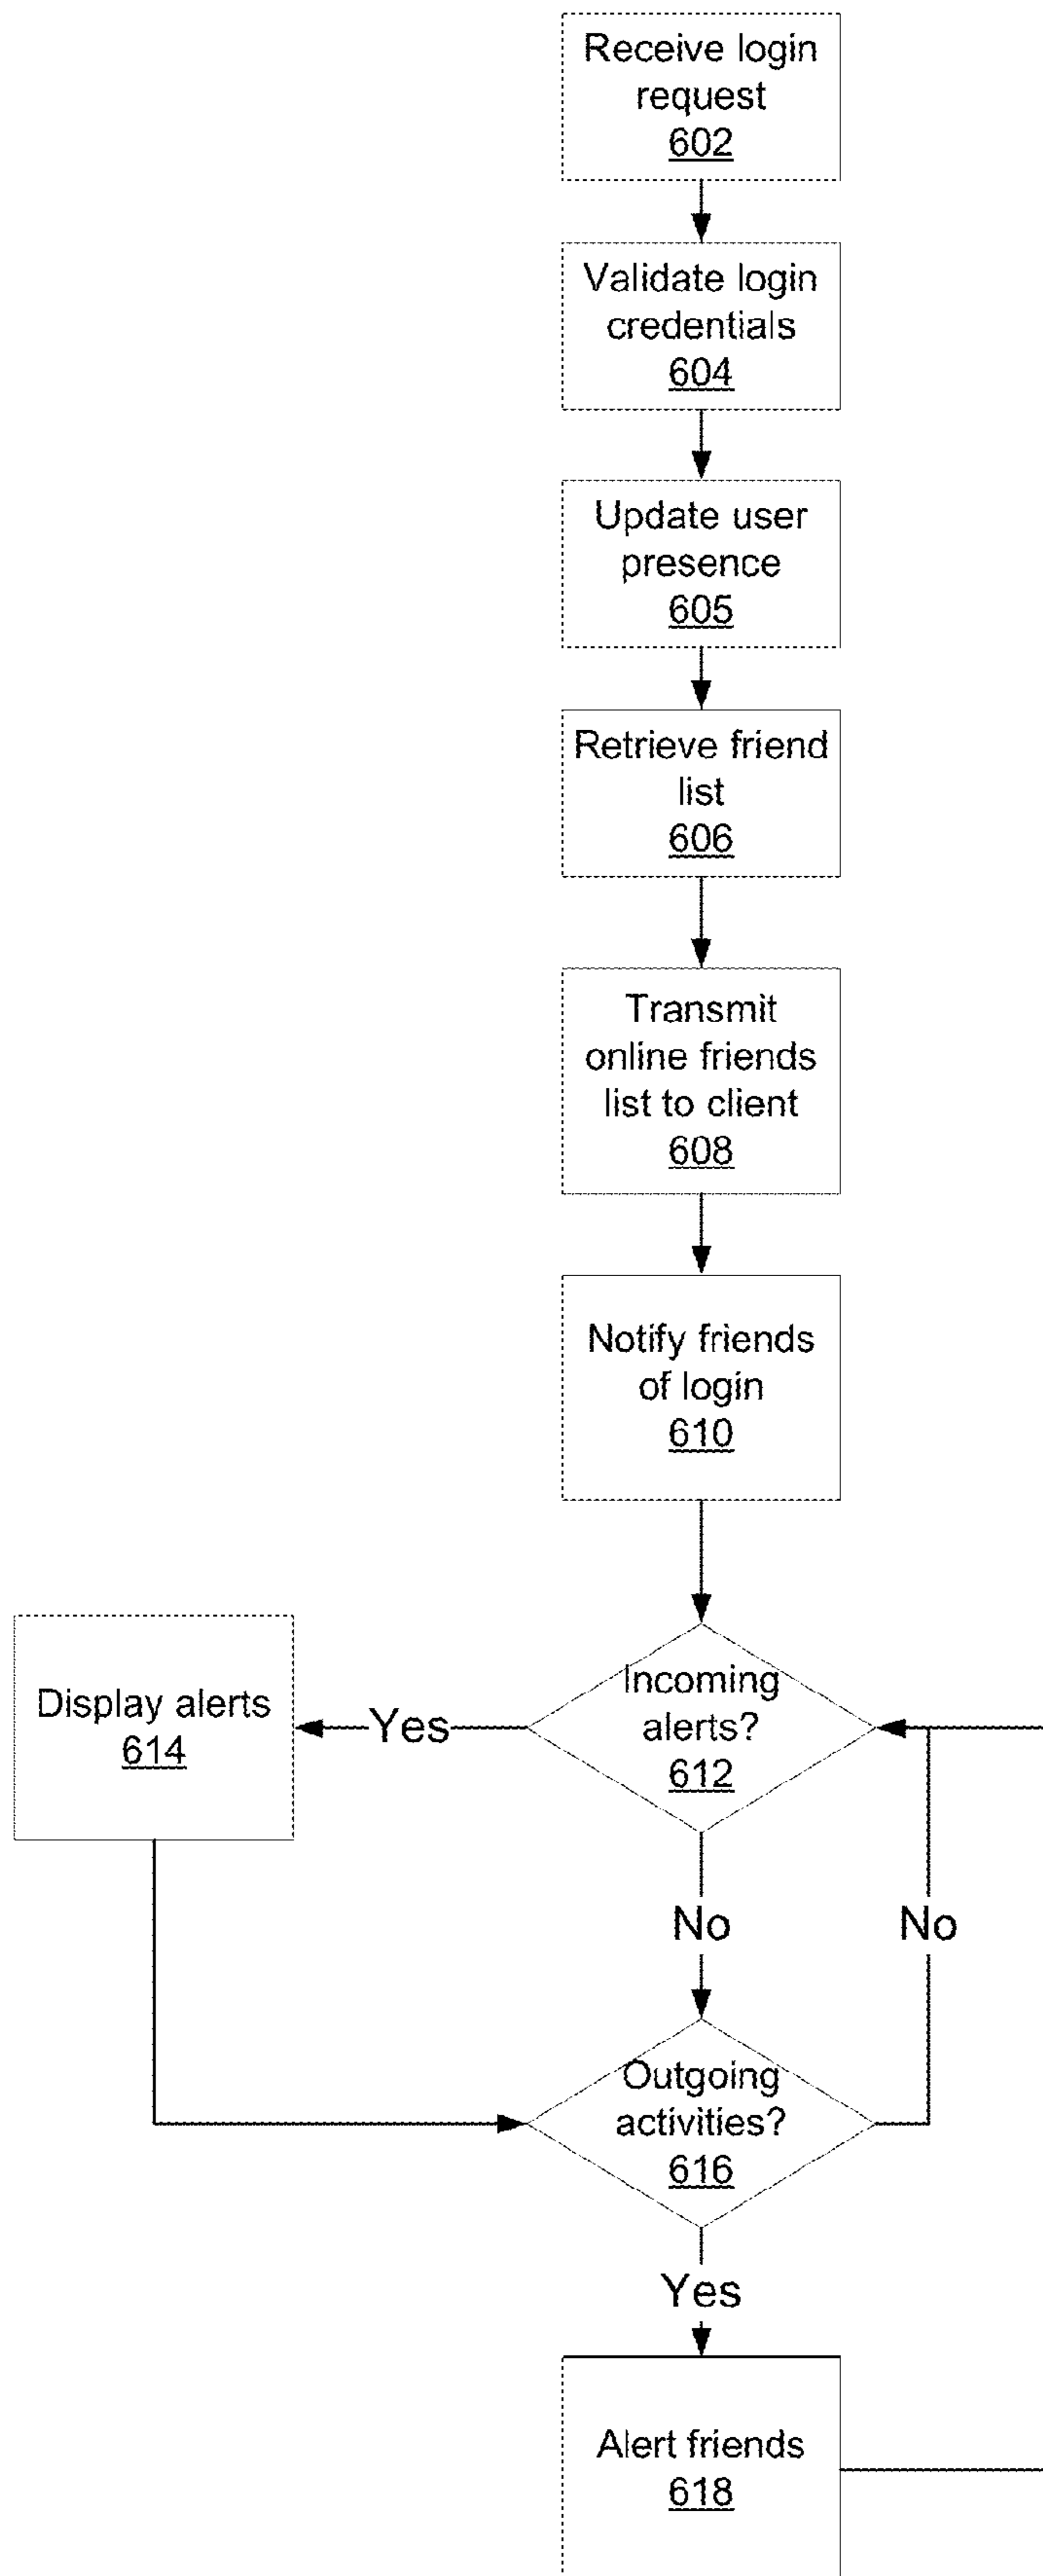 Receive login
request
602
Validate login
credentials
604
Update user
presence
605
Retrieve friend
list
606
Transmit
online friends
list to client
608
Notify friends
of login
610
Incoming
alerts?
612
Yes
Display alerts
614
No
No
Outgoing
activities?
616
Yes
Alert friends
618